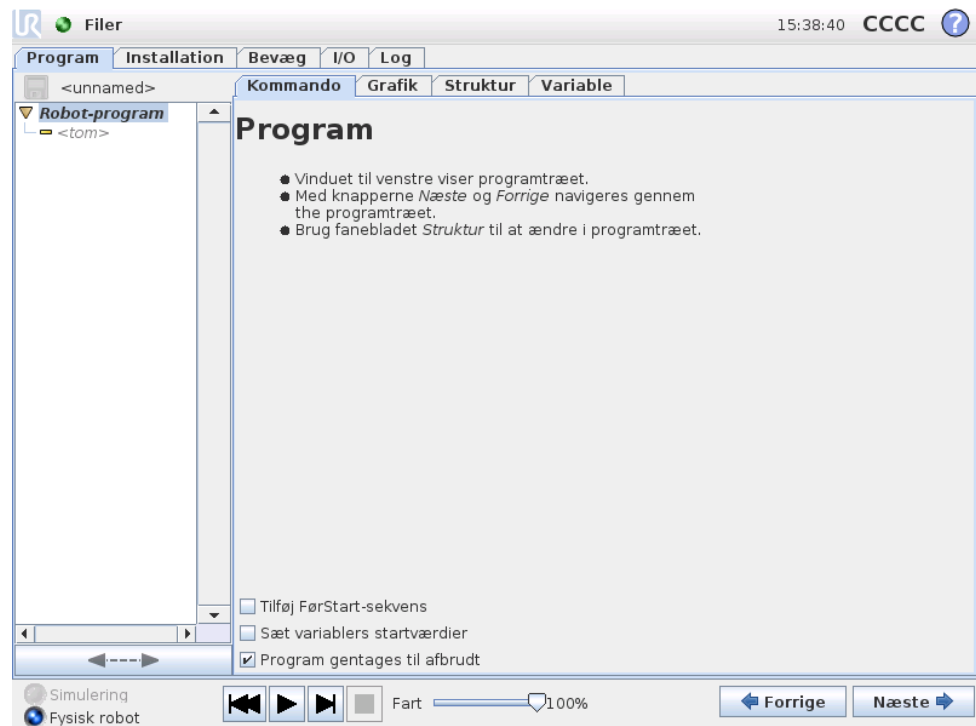 UR Filer 15:38:40 CCCC ?
Program Installation Bevæg I/O Log
<unnamed>
Kommando Grafik Struktur Variable
Robot-program
<tom>
Program
Vinduet til venstre viser programtræet.
Med knapperne Næste og Forrige navigeres gennem
the programtræet.
Brug fanebladet Struktur til at ændre i programtræet.
Tilføj FørStart-sekvens
Sæt variablers startværdier
Program gentages til afbrudt
Simulering
Fysisk robot
Fart 100%
Forrige Næste